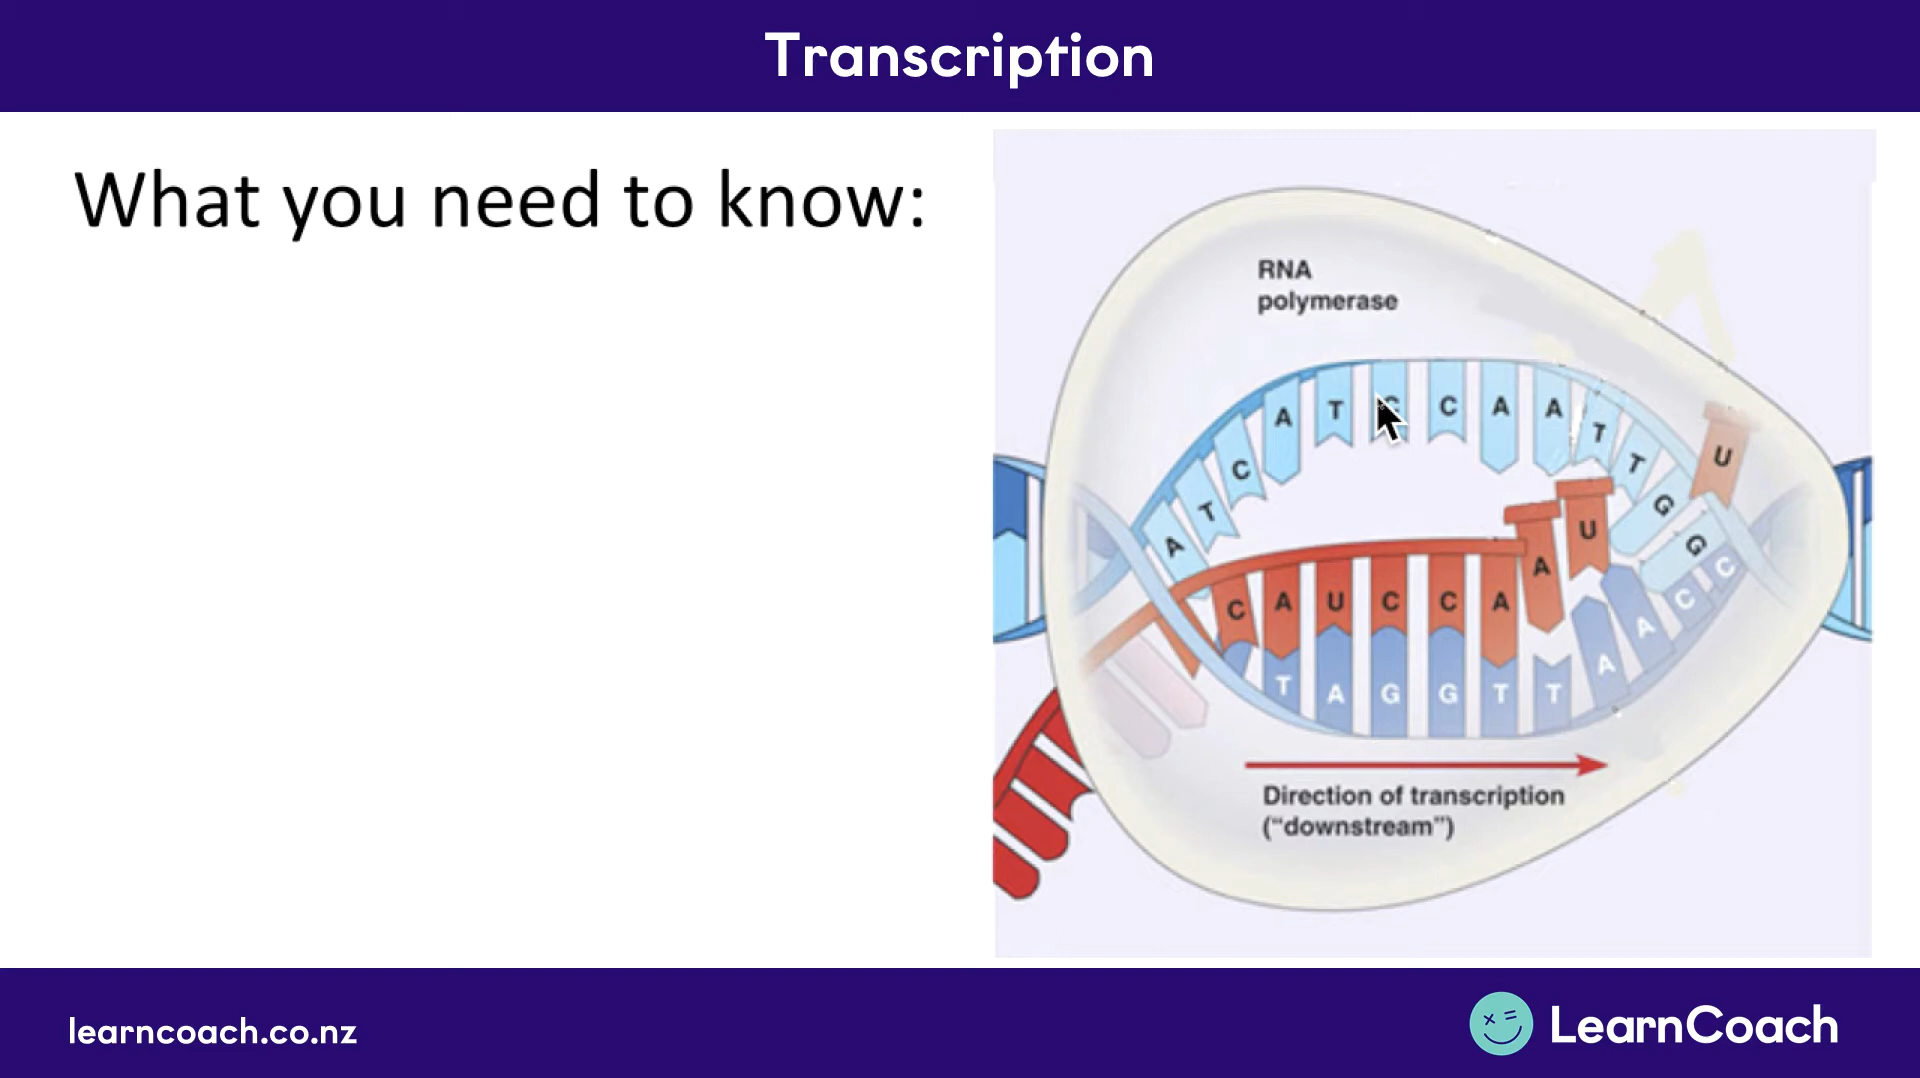 Transcription
What you need to know:
RNA
polymerase
A T C A T C C A A T T G G
U
C A U C C A A U
T A G G T T A A C C
Direction of transcription
(“downstream”)
learncoach.co.nz
LearnCoach